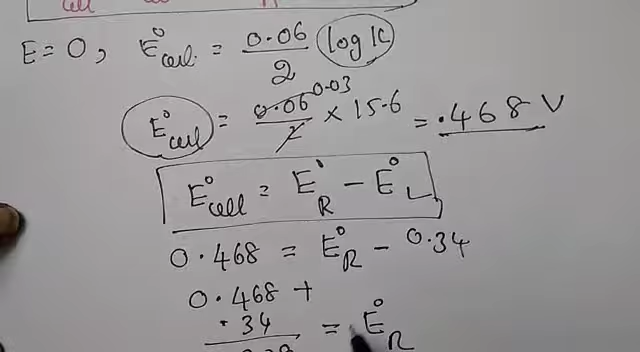 cell
E = 0, E°cell = 0.06/2 log K
E°cell = 0.06/2 0.03 × 15.6 = .468 V
E°cell = E°R − E°L
0.468 = E°R − 0.34
0.468 +
.34 = E°R